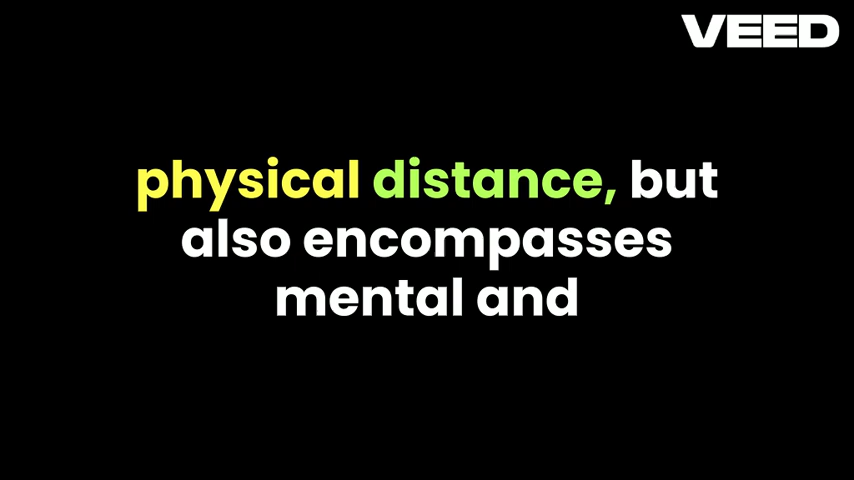 VEED
physical distance, but
also encompasses
mental and